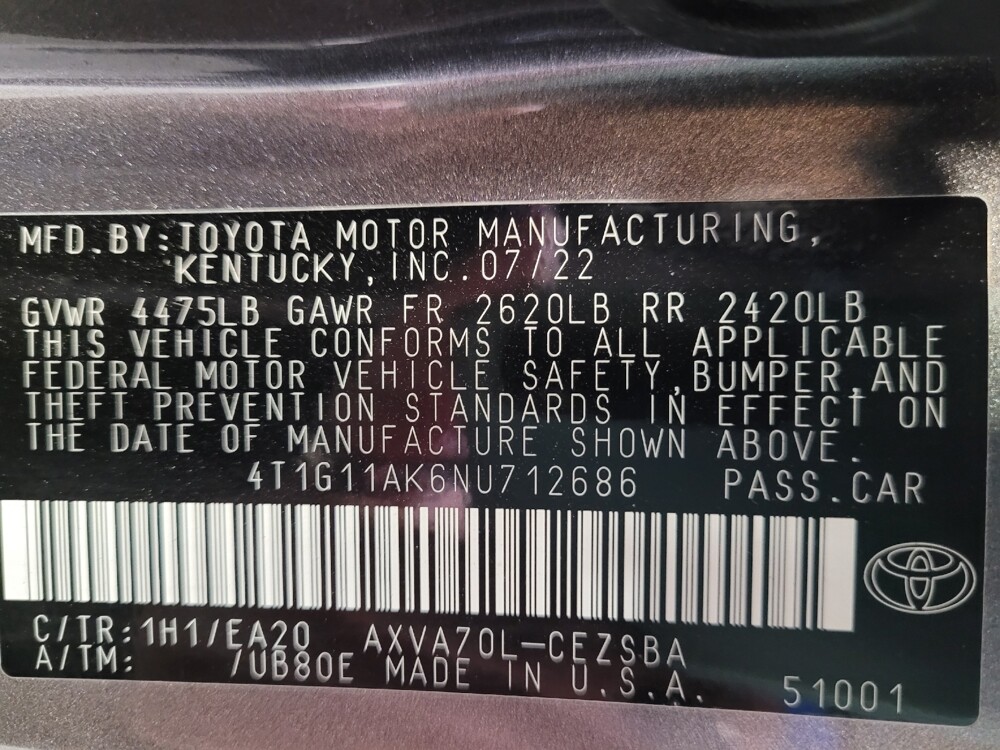 MFD.BY:TOYOTA MOTOR MANUFACTURING,
KENTUCKY,INC.07/22
GVWR 4475LB GAWR FR 2620LB RR 2420LB
THIS VEHICLE CONFORMS TO ALL APPLICABLE
FEDERAL MOTOR VEHICLE SAFETY,BUMPER,AND
THEFT PREVENTION STANDARDS IN EFFECT ON
THE DATE OF MANUFACTURE SHOWN ABOVE.
4T1G11AK6NU712686 PASS.CAR
C/TR:1H1/EA20 AXVA70L-CEZSBA
A/TM: /UB80E MADE IN U.S.A. 51001